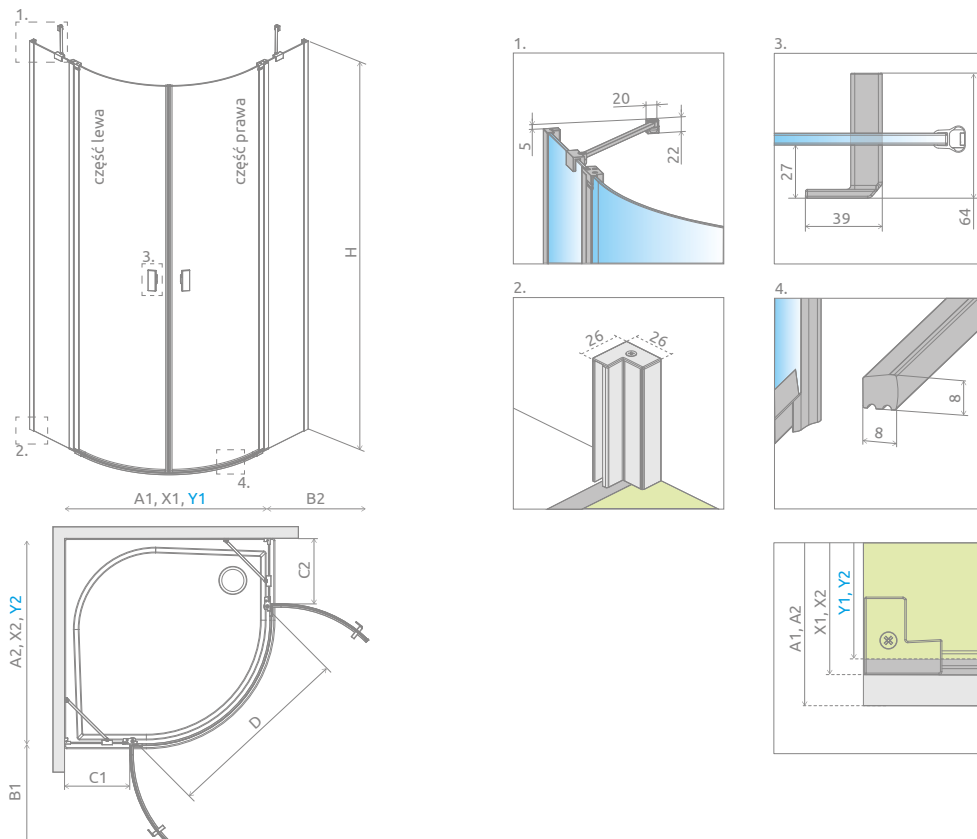 1.
część lewa
część prawa
3.
H
2.
4.
A1, X1, Y1
B2
A2, X2, Y2
B1
C2
C1
D
1.
20
5
22
3.
27
39
64
2.
26
26
4.
8
8
A1, A2
X1, X2
Y1, Y2